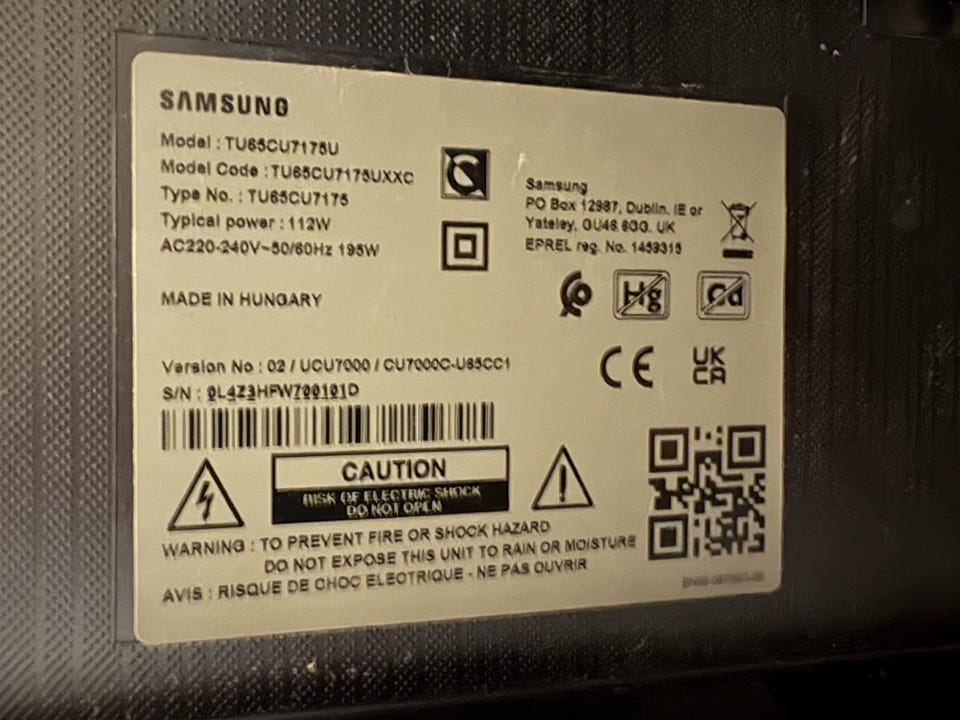 SAMSUNG
Model : TU65CU7175U
Model Code : TU65CU7175UXXC
Type No. : TU65CU7175
Typical power : 112W
AC220-240V~50/60Hz 195W
MADE IN HUNGARY
Samsung
PO Box 12987, Dublin. IE or
Yateley, GU46 6GG. UK
EPREL reg. No. 1459315
Hg
Cd
CE
UK
CA
Version No : 02 / UCU7000 / CU7000C-U65CC1
S/N : 0L4Z3HFW700101D
CAUTION
RISK OF ELECTRIC SHOCK
DO NOT OPEN
WARNING : TO PREVENT FIRE OR SHOCK HAZARD
DO NOT EXPOSE THIS UNIT TO RAIN OR MOISTURE
AVIS : RISQUE DE CHOC ELECTRIQUE - NE PAS OUVRIR